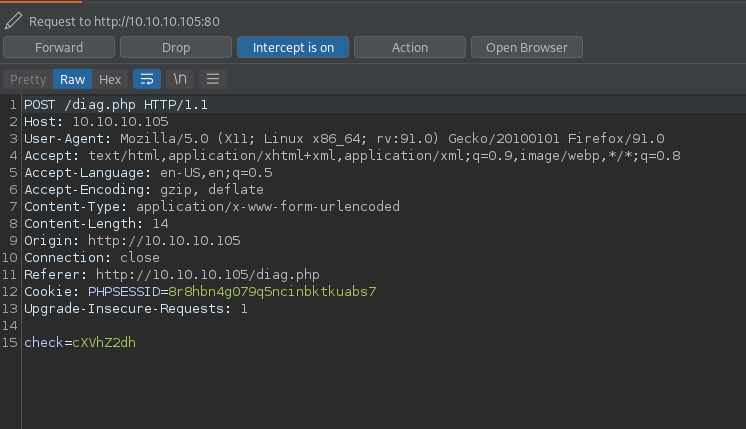 Request to http://10.10.10.105:80
Forward Drop Intercept is on Action Open Browser
Pretty Raw Hex \n
1 POST /diag.php HTTP/1.1
2 Host: 10.10.10.105
3 User-Agent: Mozilla/5.0 (X11; Linux x86_64; rv:91.0) Gecko/20100101 Firefox/91.0
4 Accept: text/html,application/xhtml+xml,application/xml;q=0.9,image/webp,*/*;q=0.8
5 Accept-Language: en-US,en;q=0.5
6 Accept-Encoding: gzip, deflate
7 Content-Type: application/x-www-form-urlencoded
8 Content-Length: 14
9 Origin: http://10.10.10.105
10 Connection: close
11 Referer: http://10.10.10.105/diag.php
12 Cookie: PHPSESSID=8r8hbn4g079q5ncinbktkuabs7
13 Upgrade-Insecure-Requests: 1
14
15 check=cXVhZ2dh